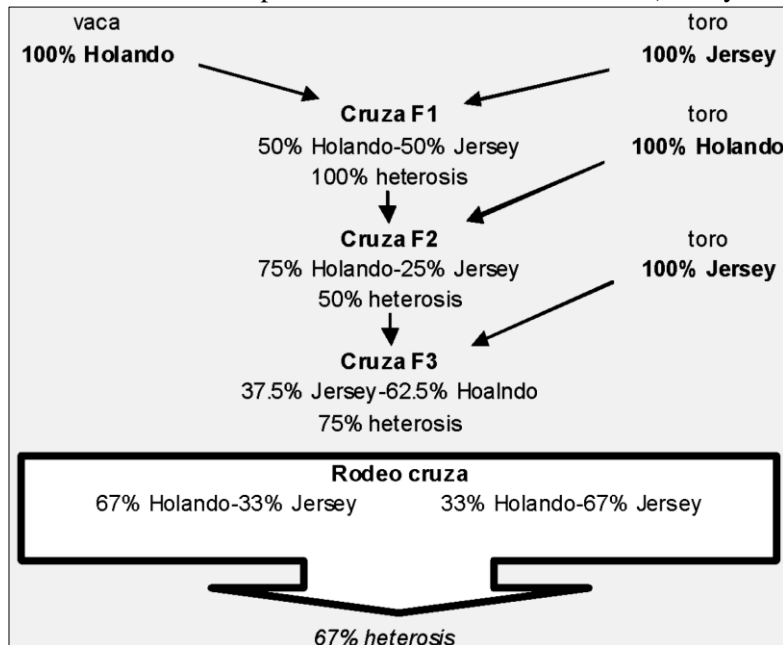 vaca
100% Holando
toro
100% Jersey
Cruza F1
50% Holando-50% Jersey
100% heterosis
toro
100% Holando
Cruza F2
75% Holando-25% Jersey
50% heterosis
toro
100% Jersey
Cruza F3
37.5% Jersey-62.5% Hoalndo
75% heterosis
Rodeo cruza
67% Holando-33% Jersey
33% Holando-67% Jersey
67% heterosis